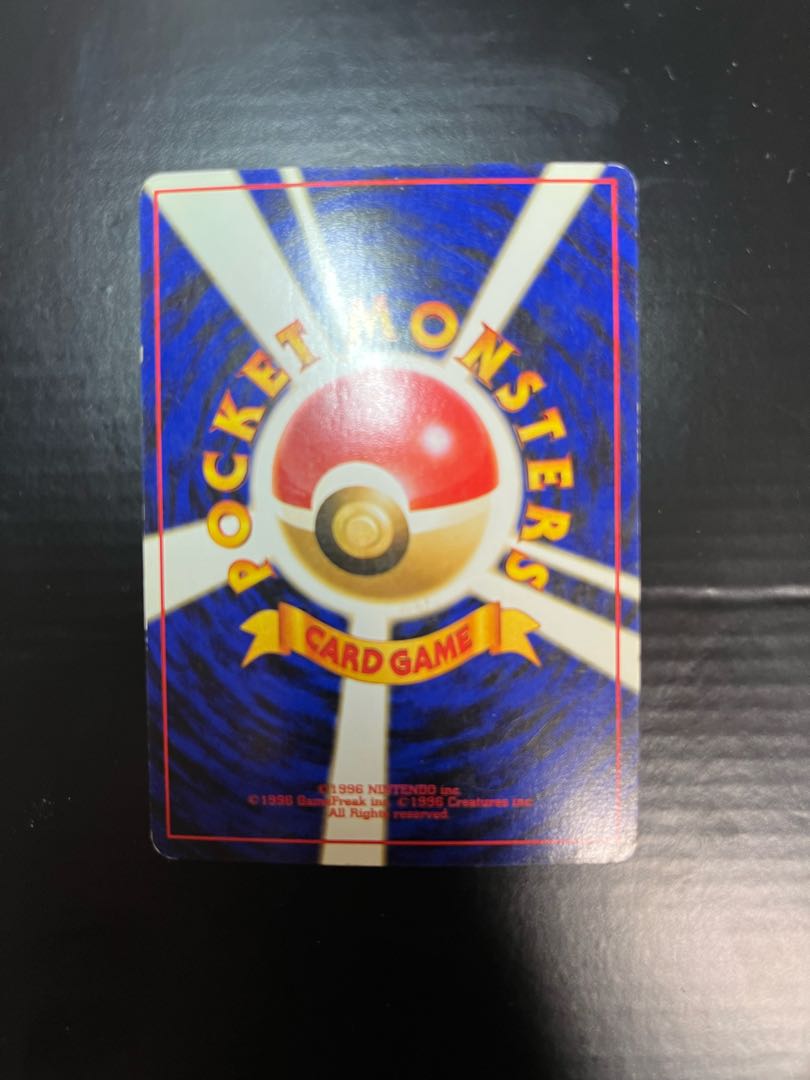 POCKET MONSTERS
CARD GAME
©1996 NINTENDO inc.
©1996 GameFreak inc. ©1996 Creatures inc.
All Rights reserved.